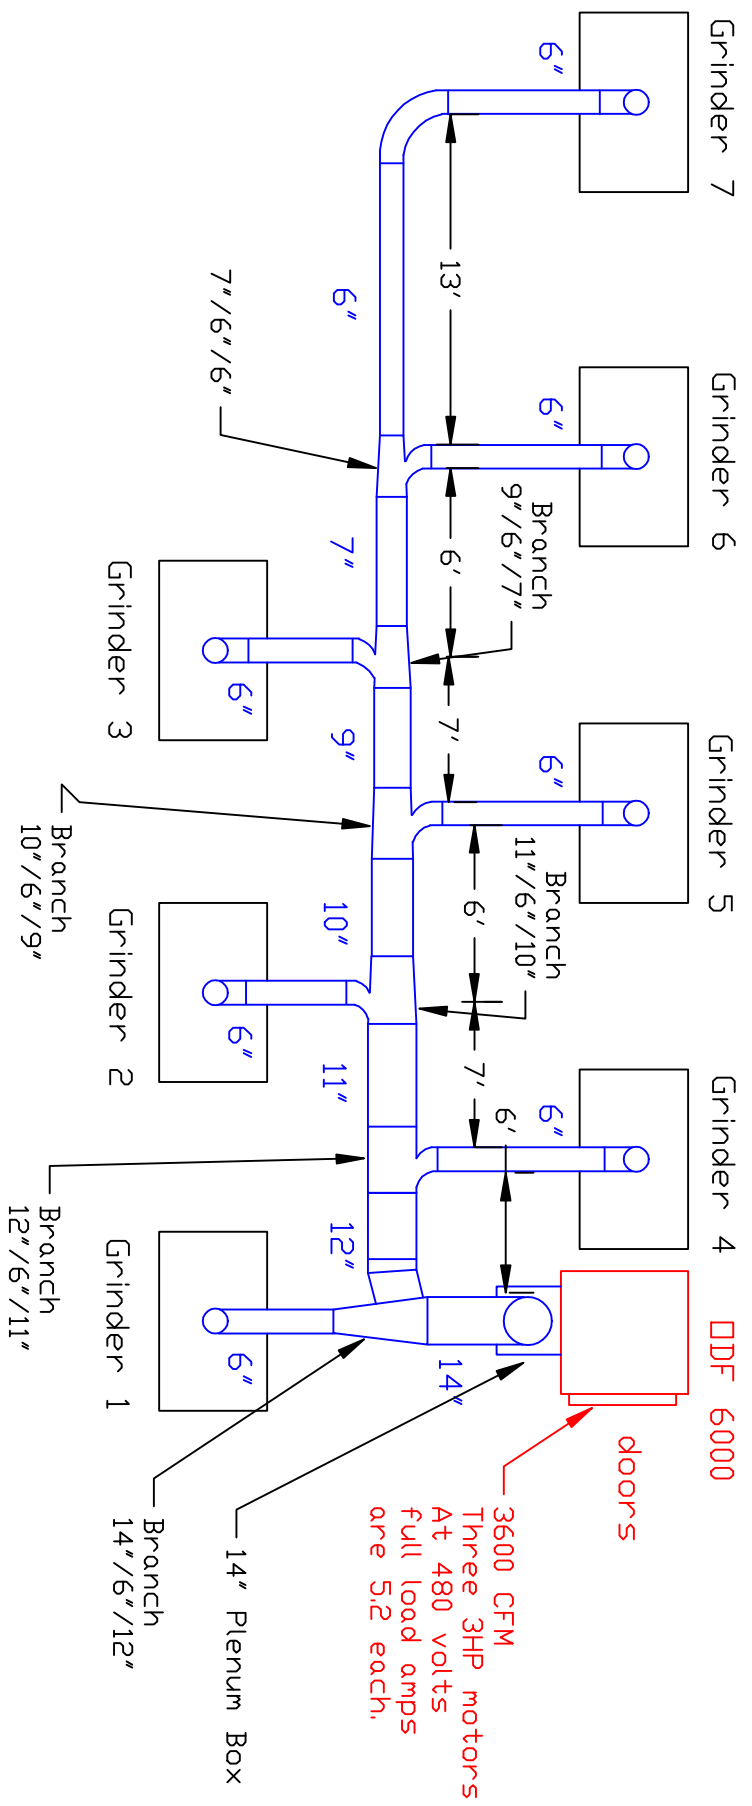 Grinder 7
Grinder 6
Grinder 5
Grinder 4
ODF 6000
doors
6"
6"
6"
6"
Branch
9"/6"/7"
Branch
11"/6"/10"
6'
3600 CFM
Three 3HP motors
At 480 volts
full load amps
are 5.2 each.
13'
6'
7'
6'
7'
14"
6"
7"
9"
10"
11"
12"
7"/6"/6"
6"
6"
6"
14" Plenum Box
Grinder 3
Grinder 2
Grinder 1
Branch
14"/6"/12"
Branch
10"/6"/9"
Branch
12"/6"/11"